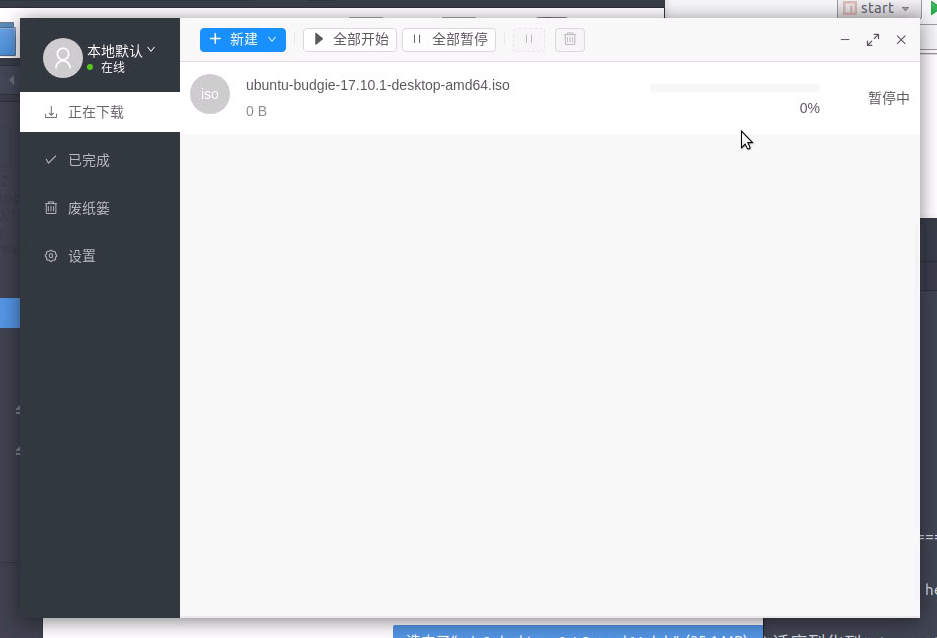 start
本地默认
在线
新建
全部开始
全部暂停
正在下载
iso
ubuntu-budgie-17.10.1-desktop-amd64.iso
0 B
0%
暂停中
已完成
废纸篓
设置
===
he